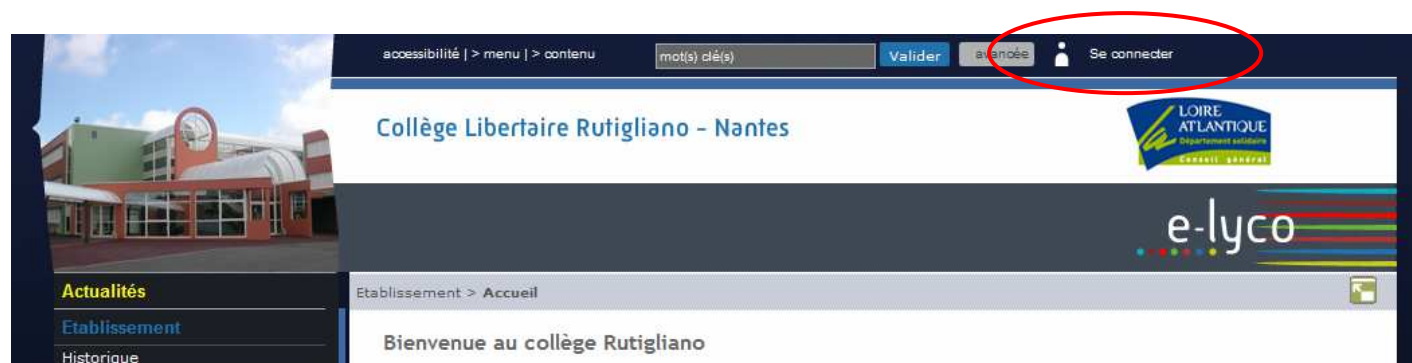 accessibilité | > menu | > contenu
mot(s) clé(s)
Valider
avancée
Se connecter
Collège Libertaire Rutigliano - Nantes
LOIRE
ATLANTIQUE
Département solidaire
Conseil général
e-lyco
Actualités
Etablissement > Accueil
Etablissement
Bienvenue au collège Rutigliano
Historique